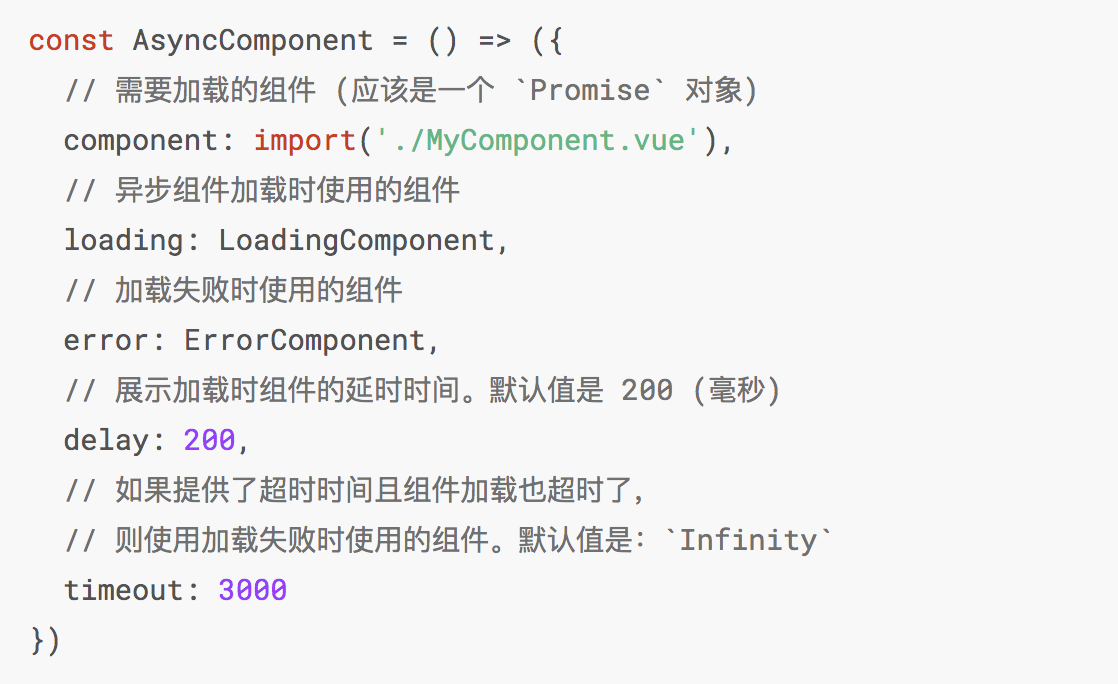 const AsyncComponent = () => ({
  // 需要加载的组件 (应该是一个 `Promise` 对象)
  component: import('./MyComponent.vue'),
  // 异步组件加载时使用的组件
  loading: LoadingComponent,
  // 加载失败时使用的组件
  error: ErrorComponent,
  // 展示加载时组件的延时时间。默认值是 200 (毫秒)
  delay: 200,
  // 如果提供了超时时间且组件加载也超时了，
  // 则使用加载失败时使用的组件。默认值是：`Infinity`
  timeout: 3000
})